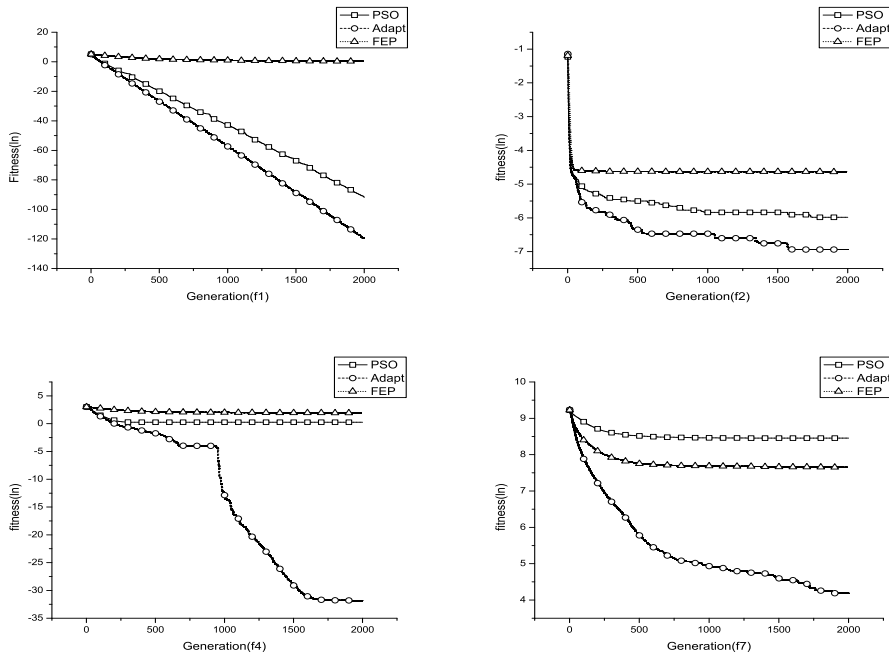 PSO
Adapt
FEP
20
0
-20
-40
-60
-80
-100
-120
-140
Fitness(ln)
0 500 1000 1500 2000
Generation(f1)
PSO
Adapt
FEP
-1
-2
-3
-4
-5
-6
-7
fitness(ln)
0 500 1000 1500 2000
Generation(f2)
PSO
Adapt
FEP
5
0
-5
-10
-15
-20
-25
-30
-35
fitness(ln)
0 500 1000 1500 2000
Generation(f4)
PSO
Adapt
FEP
10
9
8
7
6
5
4
fitness(ln)
0 500 1000 1500 2000
Generation(f7)